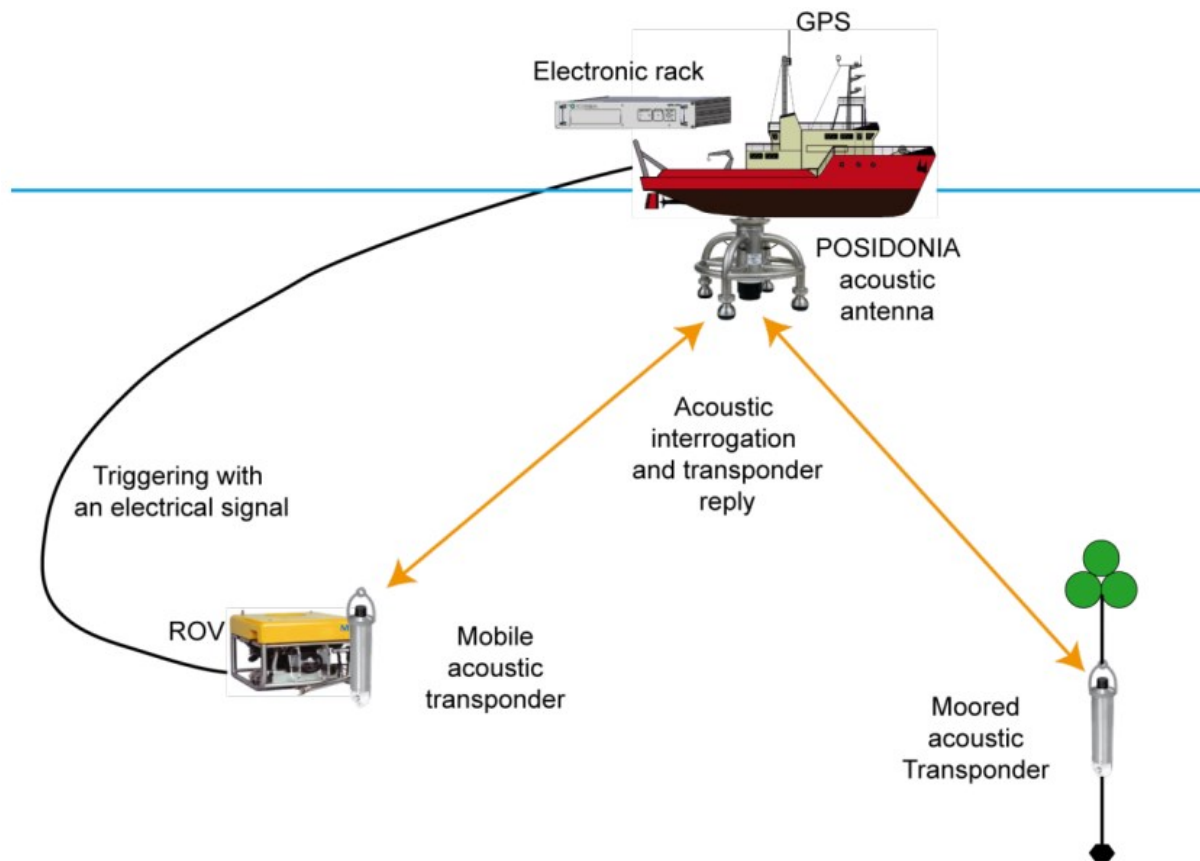 GPS
Electronic rack
POSIDONIA
acoustic
antenna
Acoustic
interrogation
and transponder
reply
Triggering with
an electrical signal
ROV
Mobile
acoustic
transponder
Moored
acoustic
Transponder